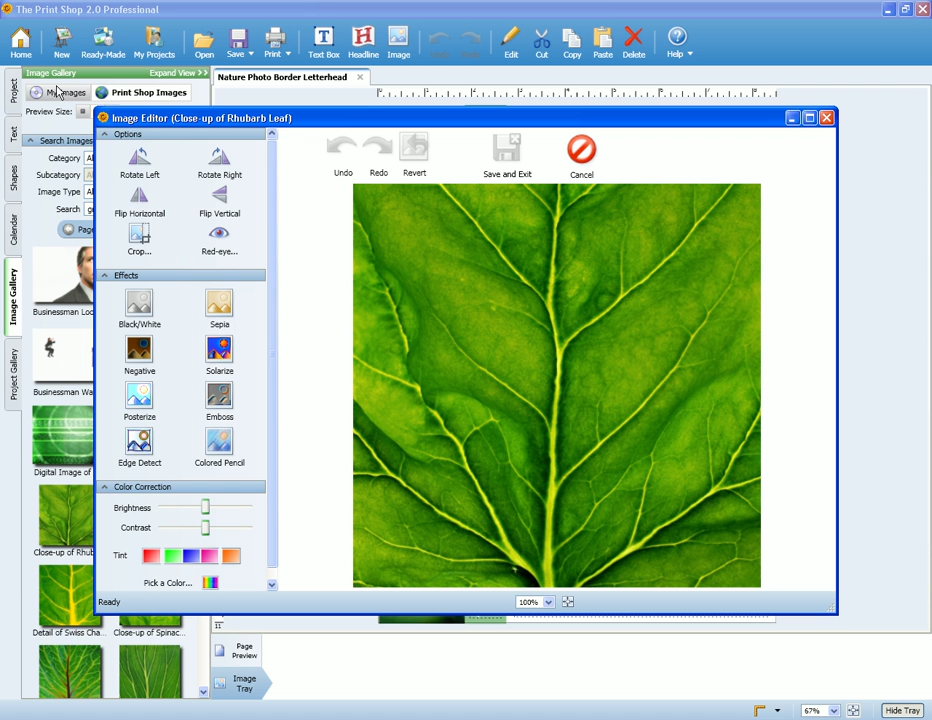 The Print Shop 2.0 Professional
Home New Ready-Made My Projects Open Save Print Text Box Headline Image Edit Cut Copy Paste Delete Help
Image Gallery Expand View >>
Nature Photo Border Letterhead
My Images Print Shop Images
Preview Size:
Project
Text
Shapes
Calendar
Image Gallery
Project Gallery
Search Images
Category
Subcategory
Image Type
Search
Page
Businessman Loo
Businessman Wa
Digital Image of
Close-up of Rhub
Detail of Swiss Cha... Close-up of Spinac...
Image Editor (Close-up of Rhubarb Leaf)
Options
Rotate Left Rotate Right
Flip Horizontal Flip Vertical
Crop... Red-eye...
Effects
Black/White Sepia
Negative Solarize
Posterize Emboss
Edge Detect Colored Pencil
Color Correction
Brightness
Contrast
Tint
Pick a Color...
Undo Redo Revert Save and Exit Cancel
Ready 100%
11
Page Preview
Image Tray
67% Hide Tray